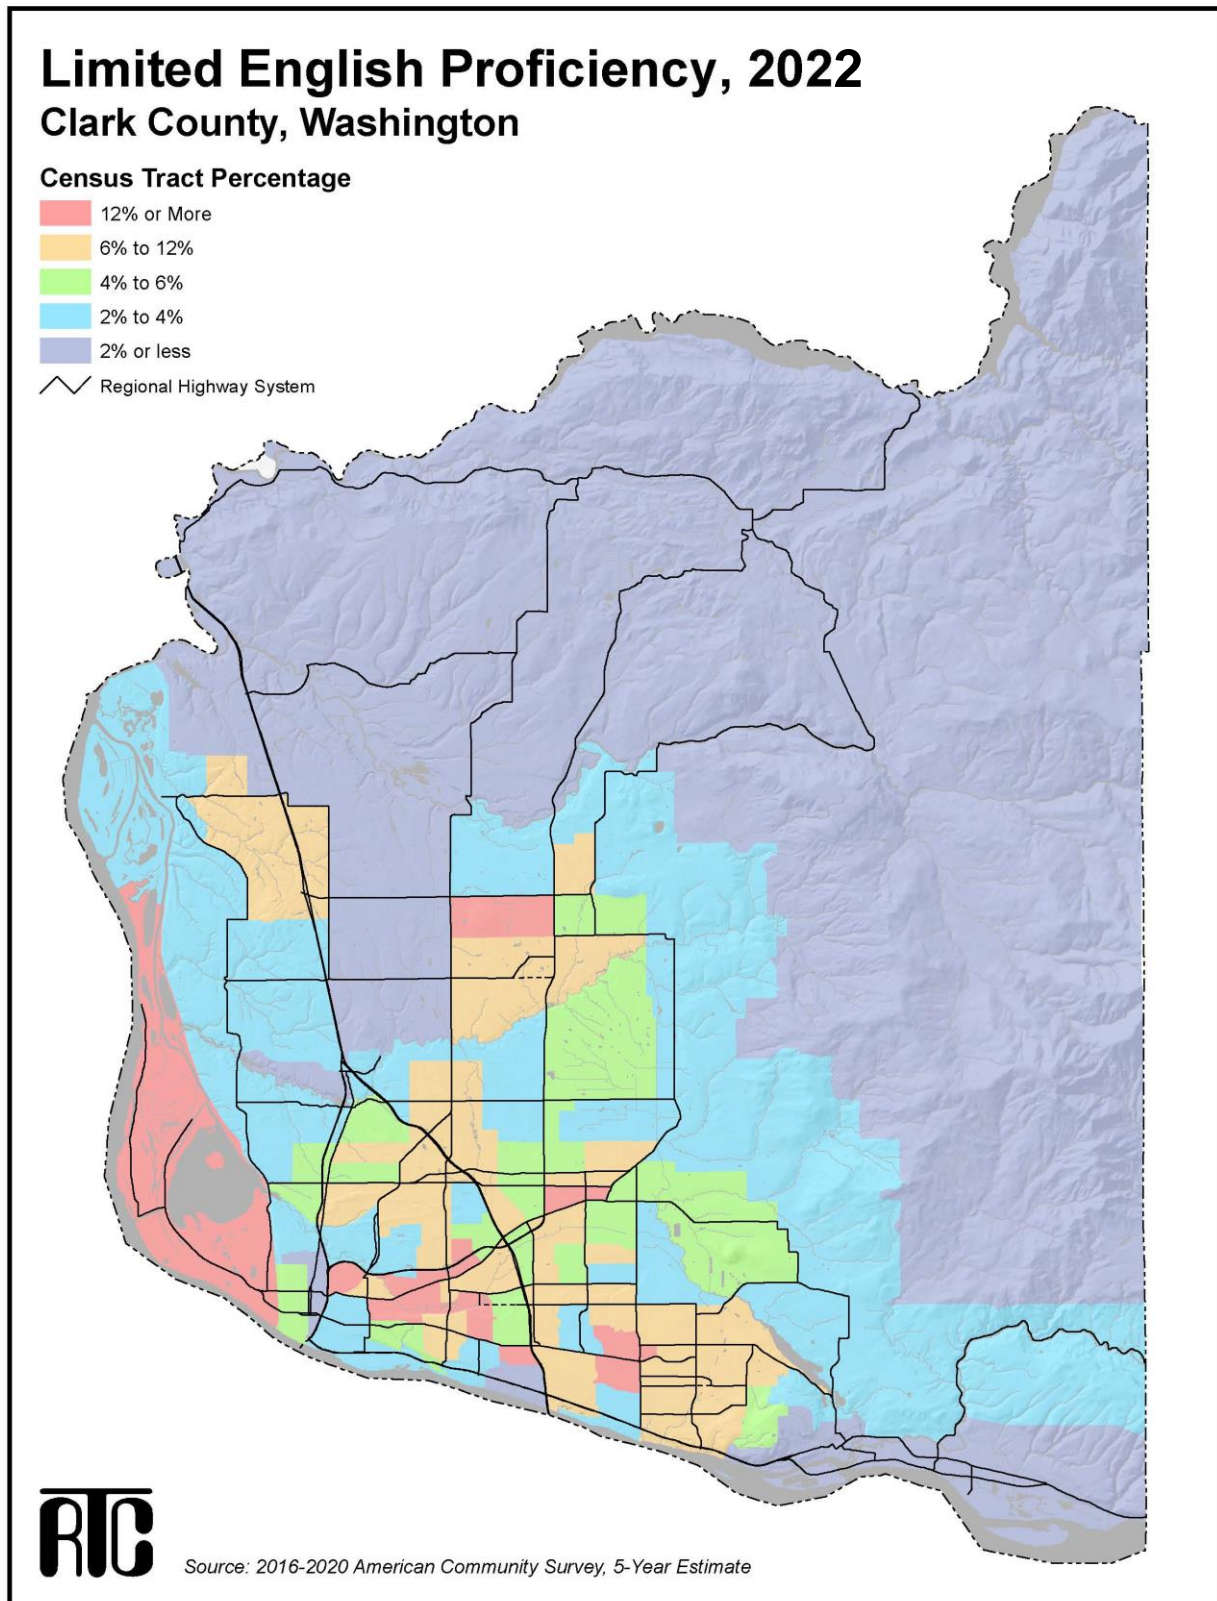 Limited English Proficiency, 2022
Clark County, Washington
Census Tract Percentage
12% or More
6% to 12%
4% to 6%
2% to 4%
2% or less
Regional Highway System
RTC
Source: 2016-2020 American Community Survey, 5-Year Estimate